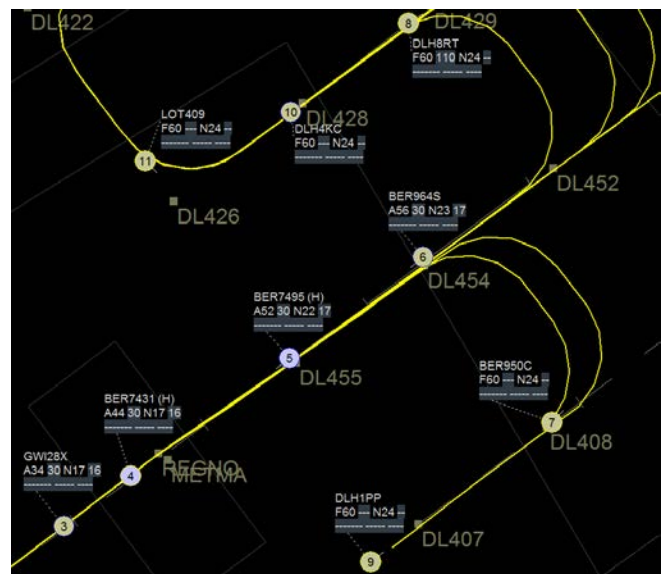 DL422
8
DL429
DLH8RT
F60 110 N24 --
------- ----- ----
LOT409
F60 --- N24 --
------- ----- ----
10
DL428
DLH4KC
F60 --- N24 --
------- ----- ----
11
DL426
DL452
BER964S
A56 30 N23 17
------- ----- ----
6
DL454
BER7495 (H)
A52 30 N22 17
------- ----- ----
5
DL455
BER950C
F60 --- N24 --
------- ----- ----
7
DL408
BER7431 (H)
A44 30 N17 16
------- ----- ----
GWI28X
A34 30 N17 16
------- ----- ----
REGNO
METMA
4
3
DLH1PP
F60 --- N24 --
------- ----- ----
DL407
9